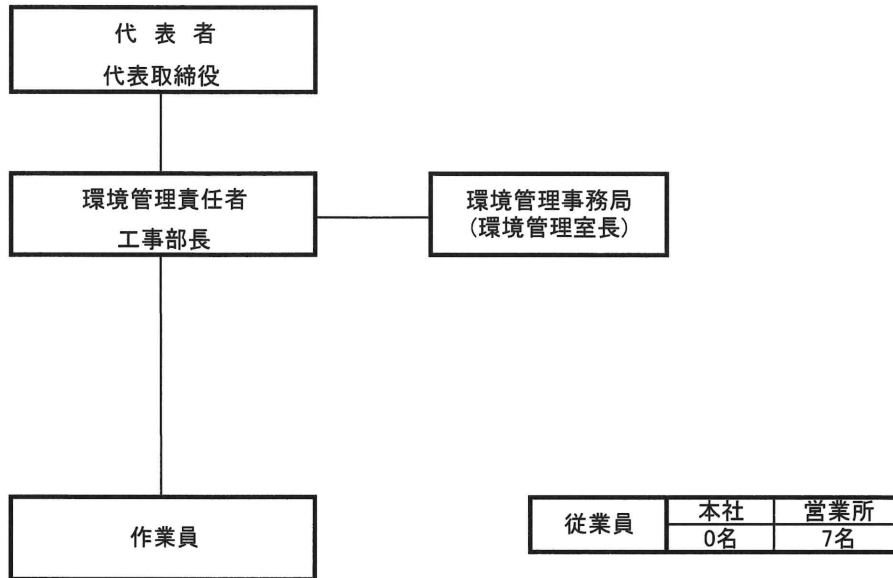 代 表 者
代表取締役
環境管理責任者
工事部長
環境管理事務局
(環境管理室長)
作業員
従業員
本社 営業所
0名 7名